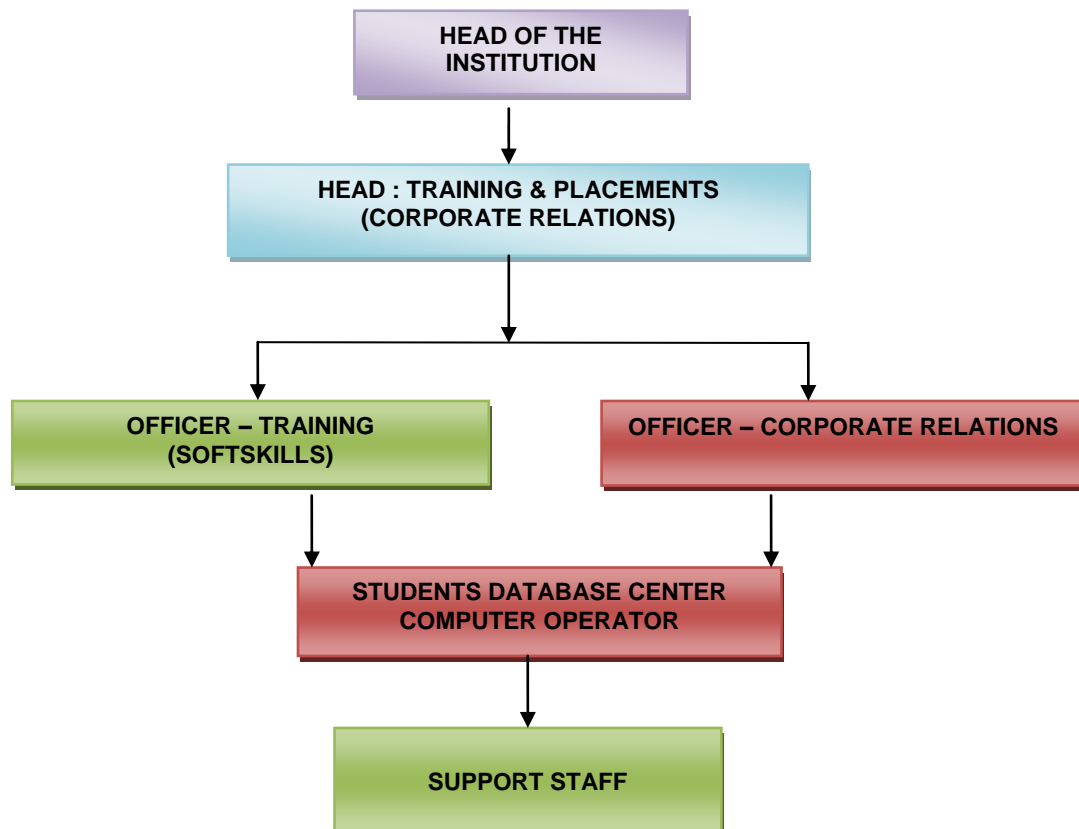 HEAD OF THE
INSTITUTION
HEAD : TRAINING & PLACEMENTS
(CORPORATE RELATIONS)
OFFICER – TRAINING
(SOFTSKILLS)
OFFICER – CORPORATE RELATIONS
STUDENTS DATABASE CENTER
COMPUTER OPERATOR
SUPPORT STAFF